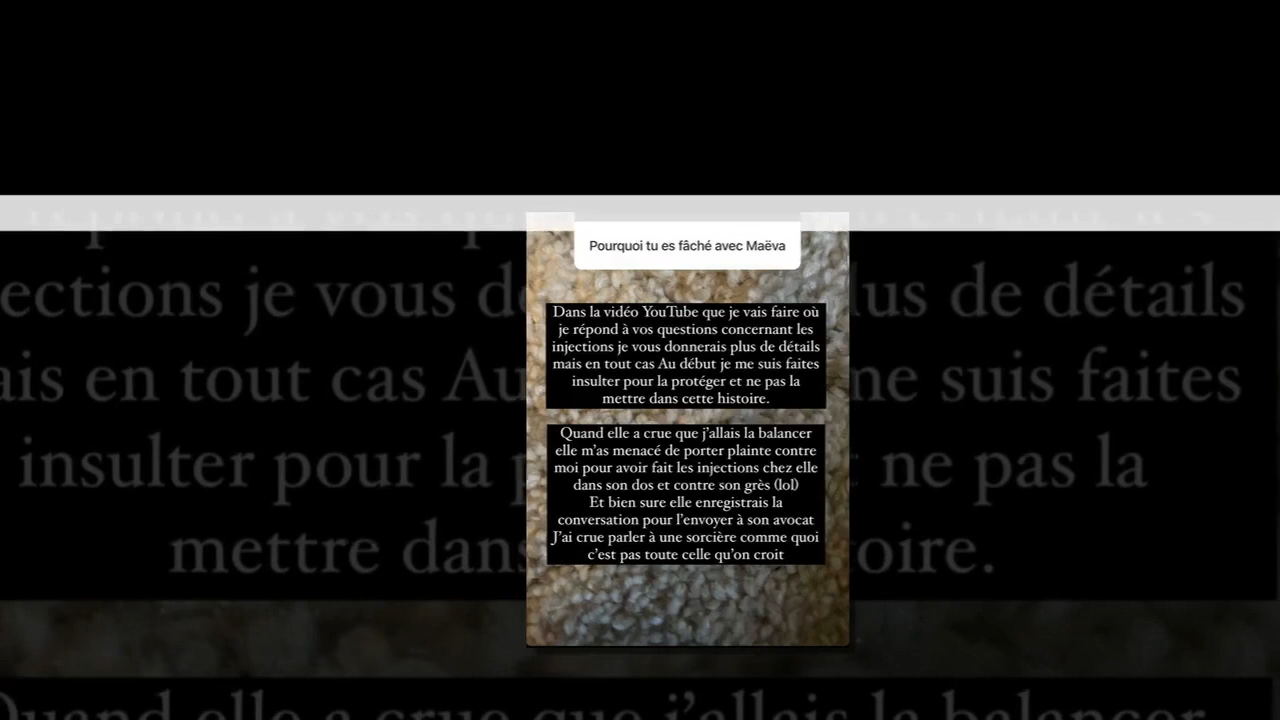 Pourquoi tu es fâché avec Maëva
Dans la vidéo YouTube que je vais faire où
je répond à vos questions concernant les
injections je vous donnerais plus de détails
mais en tout cas Au début je me suis faites
insulter pour la protéger et ne pas la
mettre dans cette histoire.
Quand elle a crue que j'allais la balancer
elle m'as menacé de porter plainte contre
moi pour avoir fait les injections chez elle
dans son dos et contre son grès (lol)
Et bien sure elle enregistrais la
conversation pour l'envoyer à son avocat
J'ai crue parler à une sorcière comme quoi
c'est pas toute celle qu'on croit